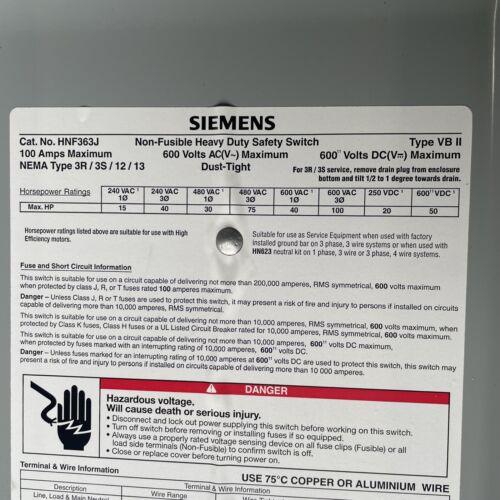 SIEMENS
Cat. No. HNF363J Non-Fusible Heavy Duty Safety Switch Type VB II
100 Amps Maximum 600 Volts AC(V~) Maximum 600†† Volts DC(V⎓) Maximum
NEMA Type 3R / 3S / 12 / 13 Dust-Tight For 3R / 3S service, remove drain plug from enclosure
bottom and tilt 1/2 to 1 degree towards drain.
Horsepower Ratings 240 VAC ¹ 240 VAC 480 VAC ¹ 480 VAC 600 VAC ¹ 600 VAC 250 VDC ¹ 600†† VDC ¹
1Ø 3Ø 1Ø 3Ø 1Ø 3Ø
Max. HP 15 40 30 75 40 100 20 50
Horsepower ratings listed above are suitable for use with High
Efficiency motors.
Suitable for use as Service Equipment when used with factory
installed ground bar on 3 phase, 3 wire systems or when used with
HN623 neutral kit on 1 phase, 3 wire or 3 phase, 4 wire systems.
Fuse and Short Circuit Information
This switch is suitable for use on a circuit capable of delivering not more than 200,000 amperes, RMS symmetrical, 600 volts maximum,
when protected by class J, R, or T fuses rated 100 amperes maximum.
Danger – Unless Class J, R or T fuses are used to protect this switch, it may present a risk of fire and injury to persons if installed on circuits
capable of delivering more than 10,000 amperes, RMS symmetrical.
This switch is suitable for use on a circuit capable of delivering not more than 10,000 amperes, RMS symmetrical, 600 volts maximum, when
protected by Class K fuses, Class H fuses or a UL Listed Circuit Breaker rated for 10,000 amperes, RMS symmetrical, 600 volts maximum.
This switch is suitable for use on a circuit capable of delivering not more than 10,000 amperes, 600†† volts DC maximum,
when protected by fuses marked with an interrupting rating of 10,000 amperes, 600†† volts DC.
Danger – Unless fuses marked for an interrupting rating of 10,000 amperes at 600†† volts DC are used to protect this switch, this switch may
present a risk of fire and injury to persons if installed on circuits capable of delivering more than 10,000 amperes.
DANGER
Hazardous voltage.
Will cause death or serious injury.
• Disconnect and lock out power supplying this switch before working on this switch.
• Turn off switch before removing or installing fuses if so equipped.
• Always use a properly rated voltage sensing device on all fuse clips (Fusible) or all
load side terminals (Non-Fusible) to confirm switch is off.
• Close or replace cover before turning power on.
Terminal & Wire Information USE 75°C COPPER OR ALUMINIUM WIRE
Description Terminal & Wire Information
Line, Load & Main Neutral Wire Range